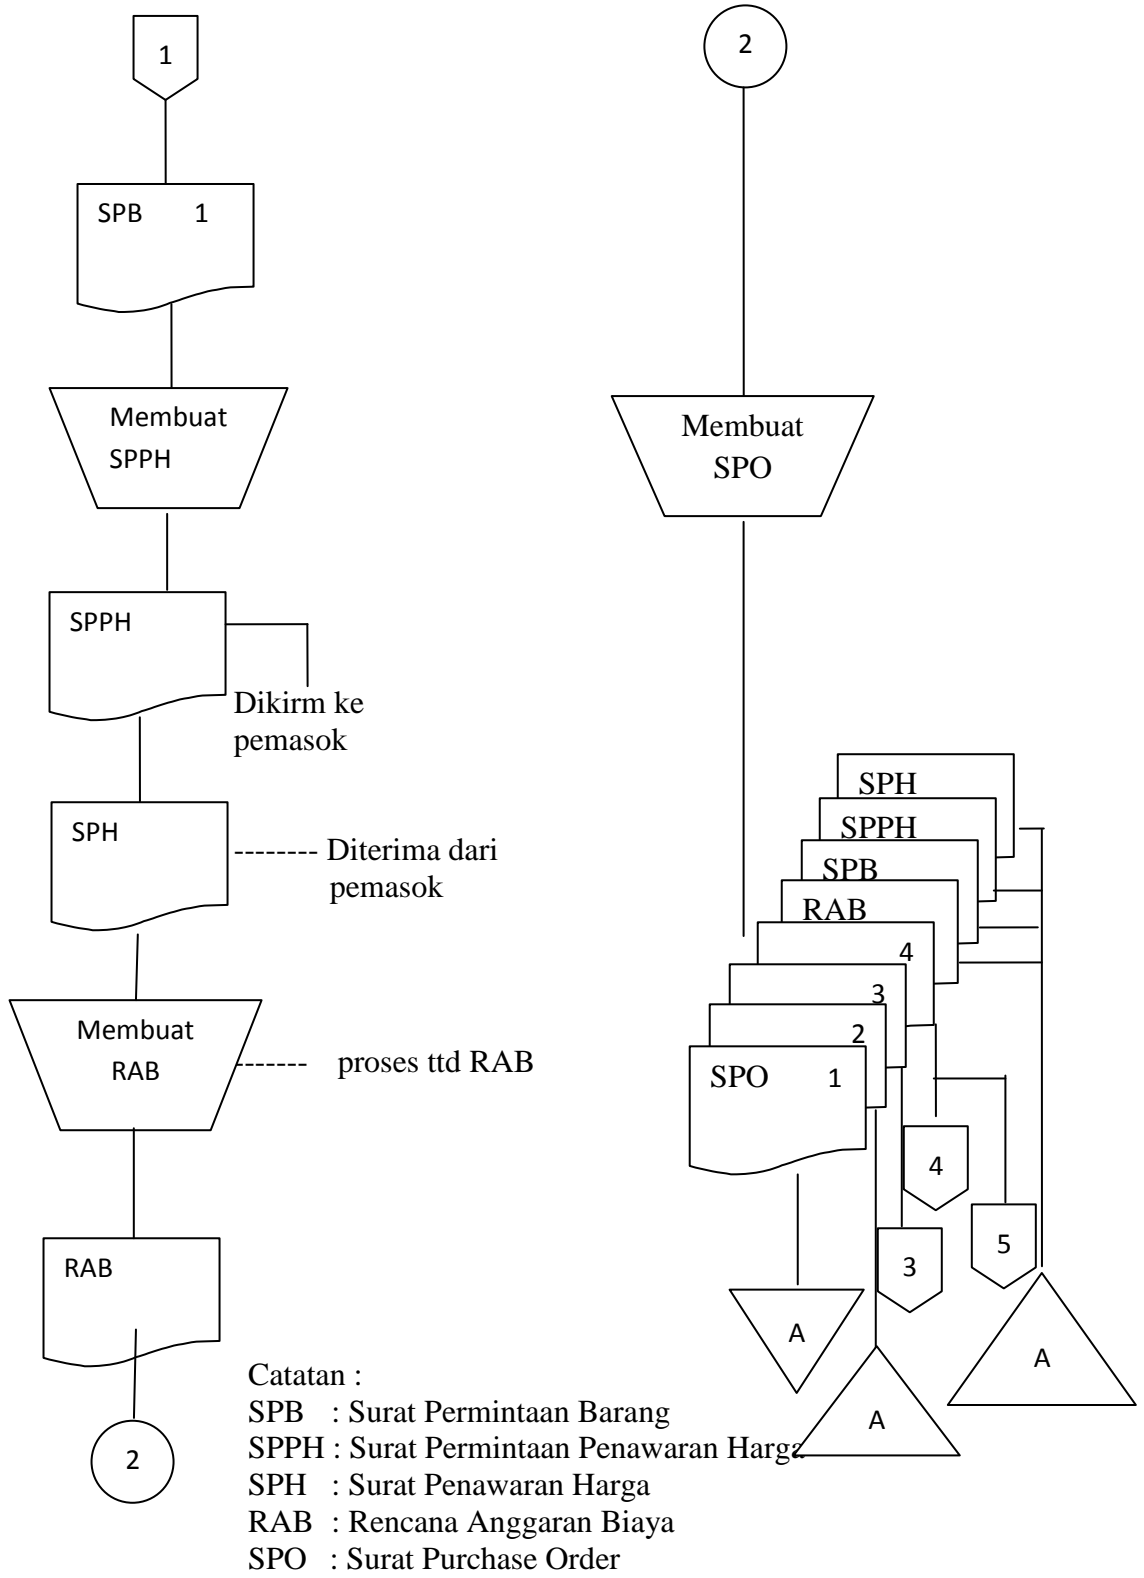 1
SPB 1
Membuat
SPPH
SPPH
Dikirm ke
pemasok
SPH
-------- Diterima dari
pemasok
Membuat
RAB
------ proses ttd RAB
RAB
2
2
Membuat
SPO
SPH
SPPH
SPB
RAB
4
3
2
SPO 1
4
5
3
A
A
A
Catatan :
SPB : Surat Permintaan Barang
SPPH : Surat Permintaan Penawaran Harga
SPH : Surat Penawaran Harga
RAB : Rencana Anggaran Biaya
SPO : Surat Purchase Order